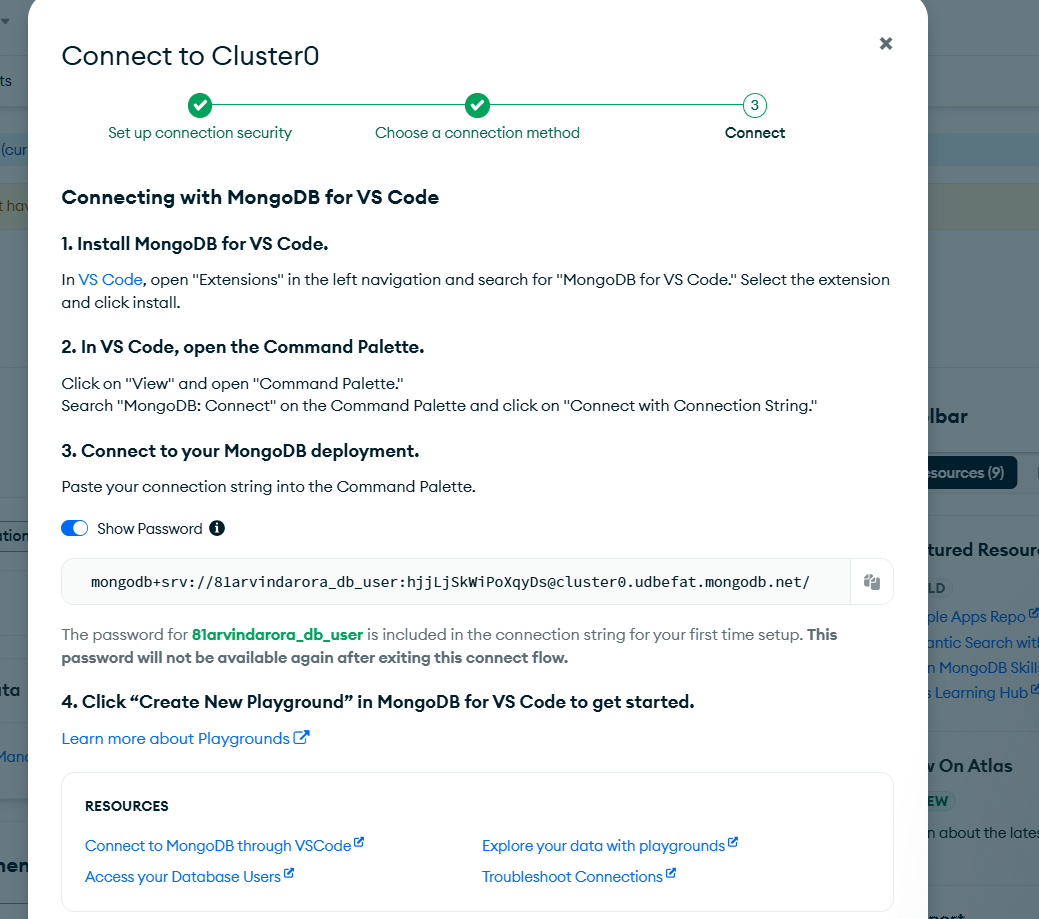 Connect to Cluster0
3
Set up connection security
Choose a connection method
Connect
Connecting with MongoDB for VS Code
1. Install MongoDB for VS Code.
In VS Code, open "Extensions" in the left navigation and search for "MongoDB for VS Code." Select the extension
and click install.
2. In VS Code, open the Command Palette.
Click on "View" and open "Command Palette."
Search "MongoDB: Connect" on the Command Palette and click on "Connect with Connection String."
3. Connect to your MongoDB deployment.
Paste your connection string into the Command Palette.
Show Password
mongodb+srv://81arvindarora_db_user:hjjLjSkWiPoXqyDs@cluster0.udbefat.mongodb.net/
The password for 81arvindarora_db_user is included in the connection string for your first time setup. This
password will not be available again after exiting this connect flow.
4. Click “Create New Playground” in MongoDB for VS Code to get started.
Learn more about Playgrounds
RESOURCES
Connect to MongoDB through VSCode
Explore your data with playgrounds
Access your Database Users
Troubleshoot Connections
(9)
Apps Repo
Search
MongoDB
Learning Hub
On Atlas
about the